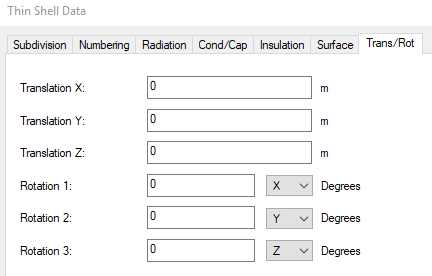 Thin Shell Data
Subdivision Numbering Radiation Cond/Cap Insulation Surface Trans/Rot
Translation X: 0 m
Translation Y: 0 m
Translation Z: 0 m
Rotation 1: 0 X Degrees
Rotation 2: 0 Y Degrees
Rotation 3: 0 Z Degrees